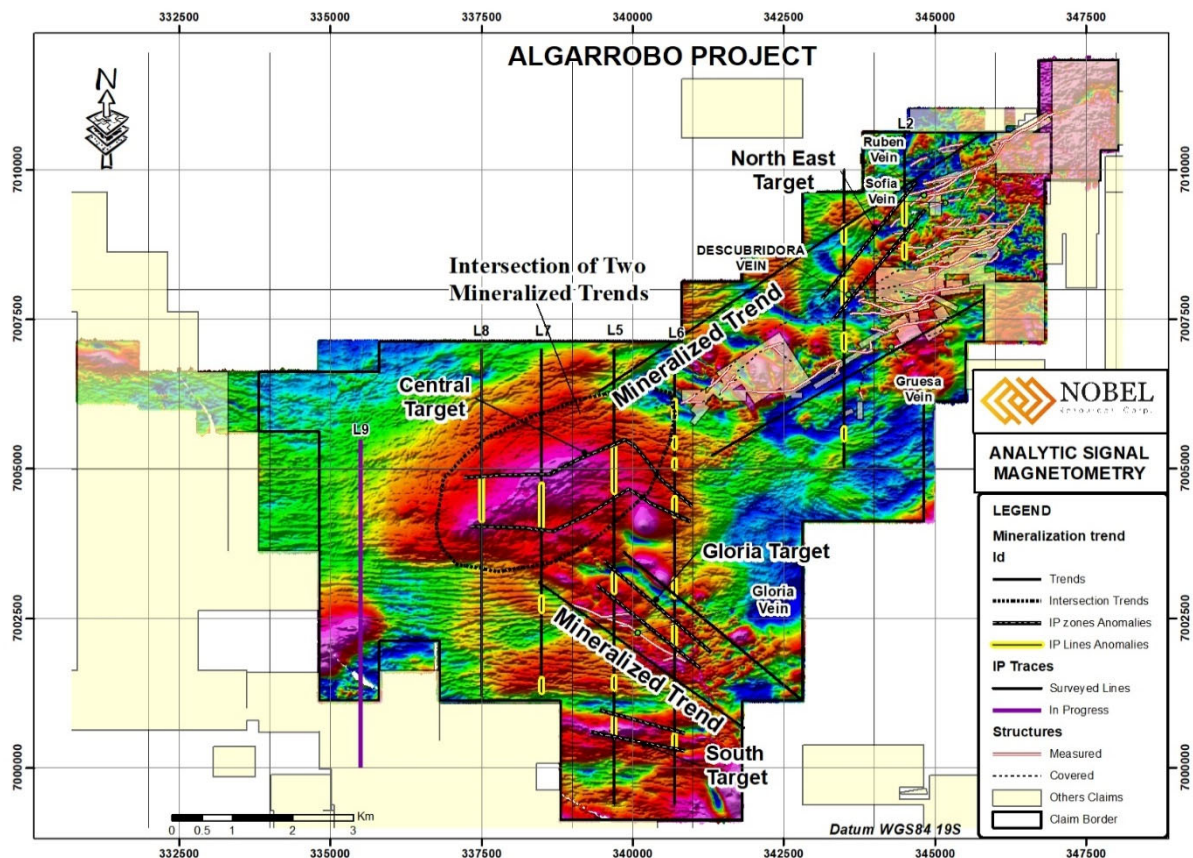 332500 335000 337500 340000 342500 345000 347500
ALGARROBO PROJECT
N
L2
Ruben
Vein
North East
Target
Sofia
Vein
DESCUBRIDORA
VEIN
Intersection of Two
Mineralized Trends
Mineralized Trend
L8 L7 L5 L6
Central
Target
Gruesa
Vein
L9
Gloria Target
Gloria
Vein
Mineralized Trend
South
Target
7010000
7007500
7005000
7002500
7000000
7010000
7007500
7005000
7002500
7000000
NOBEL
ANALYTIC SIGNAL
MAGNETOMETRY
LEGEND
Mineralization trend
Id
Trends
Intersection Trends
IP zones Anomalies
IP Lines Anomalies
IP Traces
Surveyed Lines
In Progress
Structures
Measured
Covered
Others Claims
Claim Border
Km
0 0.5 1 2 3
Datum WGS84 19S
332500 335000 337500 340000 342500 345000 347500